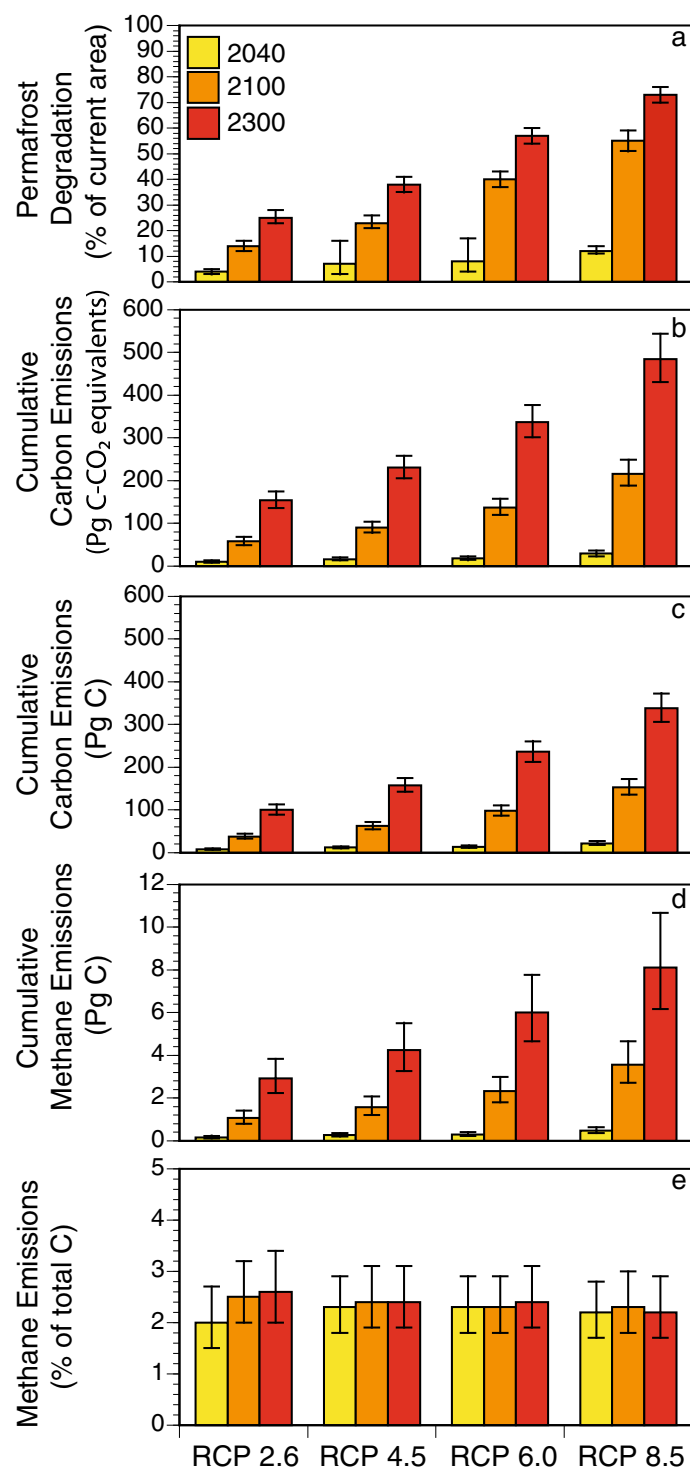 100
90
80
70
60
50
40
30
20
10
0
Permafrost
Degradation
(% of current area)
2040
2100
2300
a
600
500
400
300
200
100
0
Cumulative
Carbon Emissions
(Pg C-CO₂ equivalents)
b
600
500
400
300
200
100
0
Cumulative
Carbon Emissions
(Pg C)
c
12
10
8
6
4
2
0
Cumulative
Methane Emissions
(Pg C)
d
5
4
3
2
1
0
Methane Emissions
(% of total C)
e
RCP 2.6 RCP 4.5 RCP 6.0 RCP 8.5